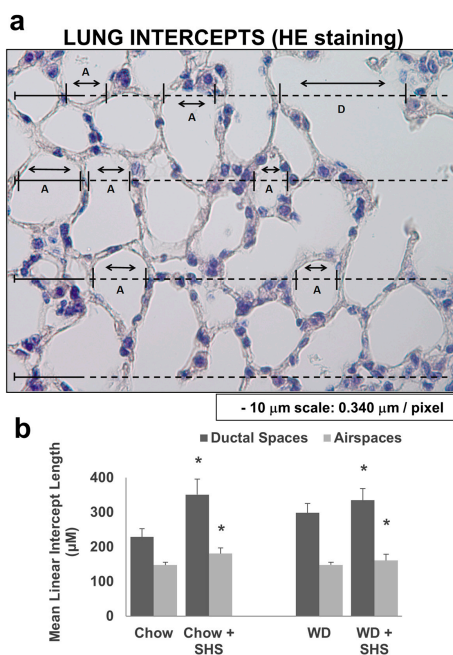 a
LUNG INTERCEPTS (HE staining)
A
A
D
A
A
A
A
A
- 10 μm scale: 0.340 μm / pixel
b
Ductal Spaces Airspaces
Mean Linear Intercept Length
(μM)
400
300
200
100
0
*
*
*
*
Chow
Chow +
SHS
WD
WD +
SHS